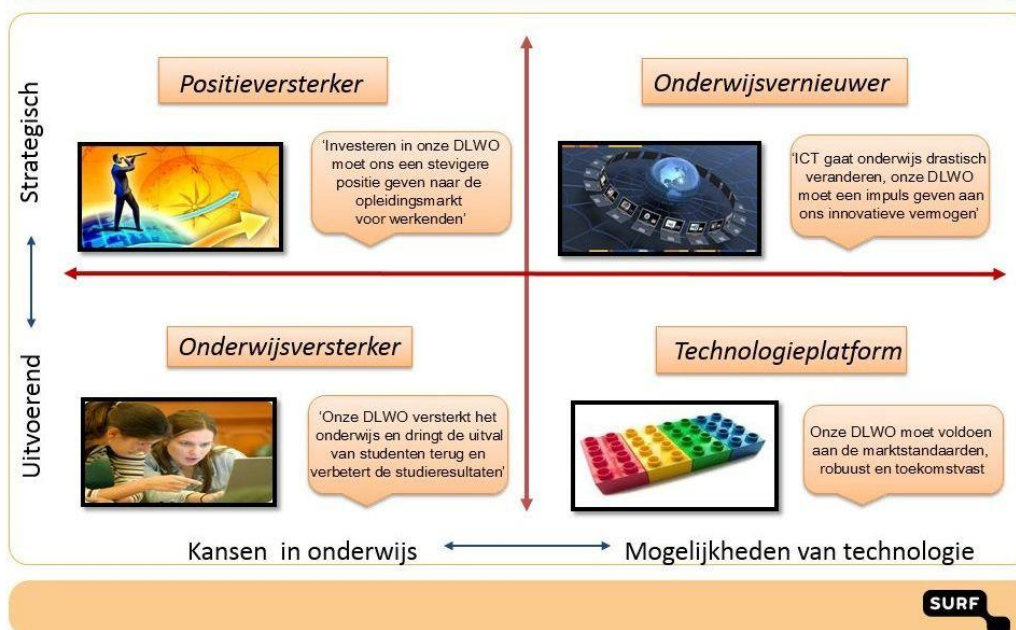 Strategisch
Uitvoerend
Positieversterker
‘Investeren in onze DLWO
moet ons een stevigere
positie geven naar de
opleidingsmarkt
voor werkenden’
Onderwijsvernieuwer
‘ICT gaat onderwijs drastisch
veranderen, onze DLWO
moet een impuls geven aan
ons innovatieve vermogen’
Onderwijsversterker
‘Onze DLWO versterkt het
onderwijs en dringt de uitval
van studenten terug en
verbetert de studieresultaten’
Technologieplatform
Onze DLWO moet voldoen
aan de marktstandaarden,
robuust en toekomstvast
Kansen in onderwijs
Mogelijkheden van technologie
SURF